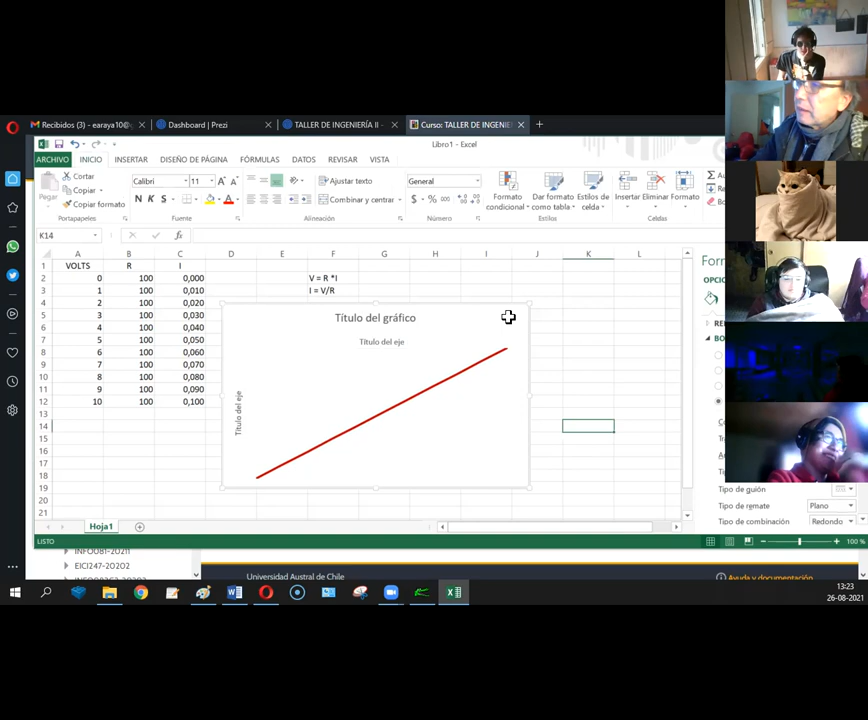 Recibidos (3) - earaya10@
Dashboard | Prezi
TALLER DE INGENIERÍA II -
Curso: TALLER DE INGENIE
Libro1 - Excel
ARCHIVO INICIO INSERTAR DISEÑO DE PÁGINA FÓRMULAS DATOS REVISAR VISTA
Pegar
Cortar
Copiar
Copiar formato
Portapapeles
Calibri 11
N K S
Fuente
Ajustar texto
Combinar y centrar
Alineación
General
$ % 000
Número
Formato condicional
Dar formato como tabla
Estilos de celda
Estilos
Insertar Eliminar Formato
Celdas
K14
fx
A B C D E F G H I J K L
1 VOLTS R I
2 0 100 0,000 V = R *I
3 1 100 0,010 I = V/R
4 2 100 0,020
5 3 100 0,030
6 4 100 0,040
7 5 100 0,050
8 6 100 0,060
9 7 100 0,070
10 8 100 0,080
11 9 100 0,090
12 10 100 0,100
13
14
15
16
17
18
19
20
21
Título del gráfico
Título del eje
Título del eje
Form
OPCIO
Tipo de guión
Tipo de remate Plano
Tipo de combinación Redondo
Hoja1
LISTO
100 %
INFO081-20211
EICI247-20202
Universidad Austral de Chile
Ayuda y documentación
13:23
26-08-2021